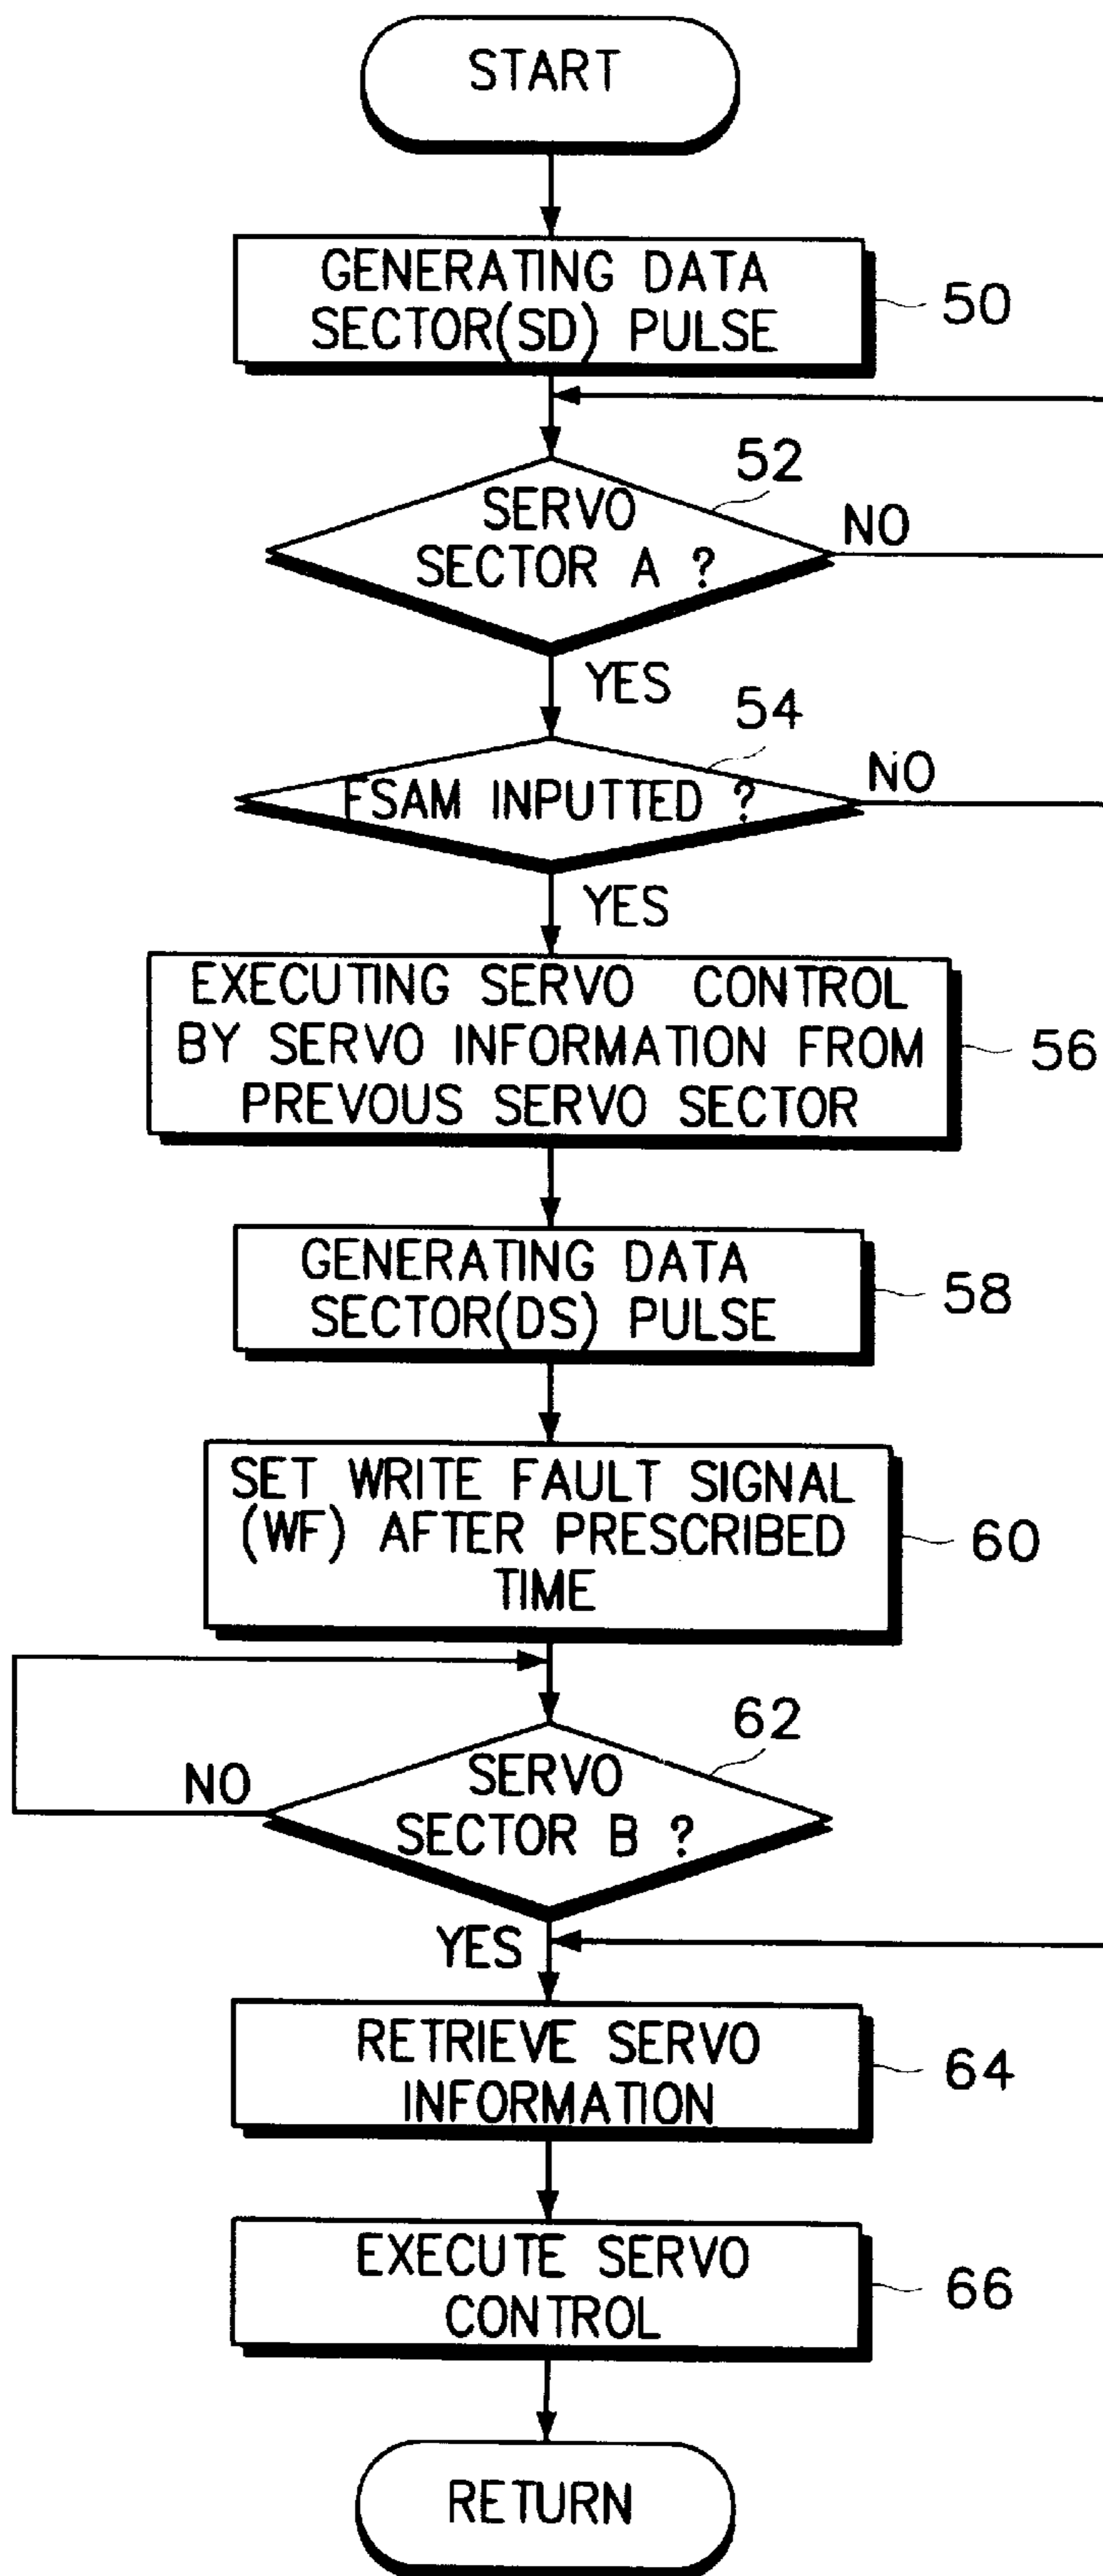 START
GENERATING DATA
SECTOR(SD) PULSE
50
52
SERVO
SECTOR A ?
NO
YES
54
FSAM INPUTTED ?
NO
YES
EXECUTING SERVO CONTROL
BY SERVO INFORMATION FROM
PREVOUS SERVO SECTOR
56
GENERATING DATA
SECTOR(DS) PULSE
58
SET WRITE FAULT SIGNAL
(WF) AFTER PRESCRIBED
TIME
60
62
SERVO
SECTOR B ?
NO
YES
RETRIEVE SERVO
INFORMATION
64
EXECUTE SERVO
CONTROL
66
RETURN